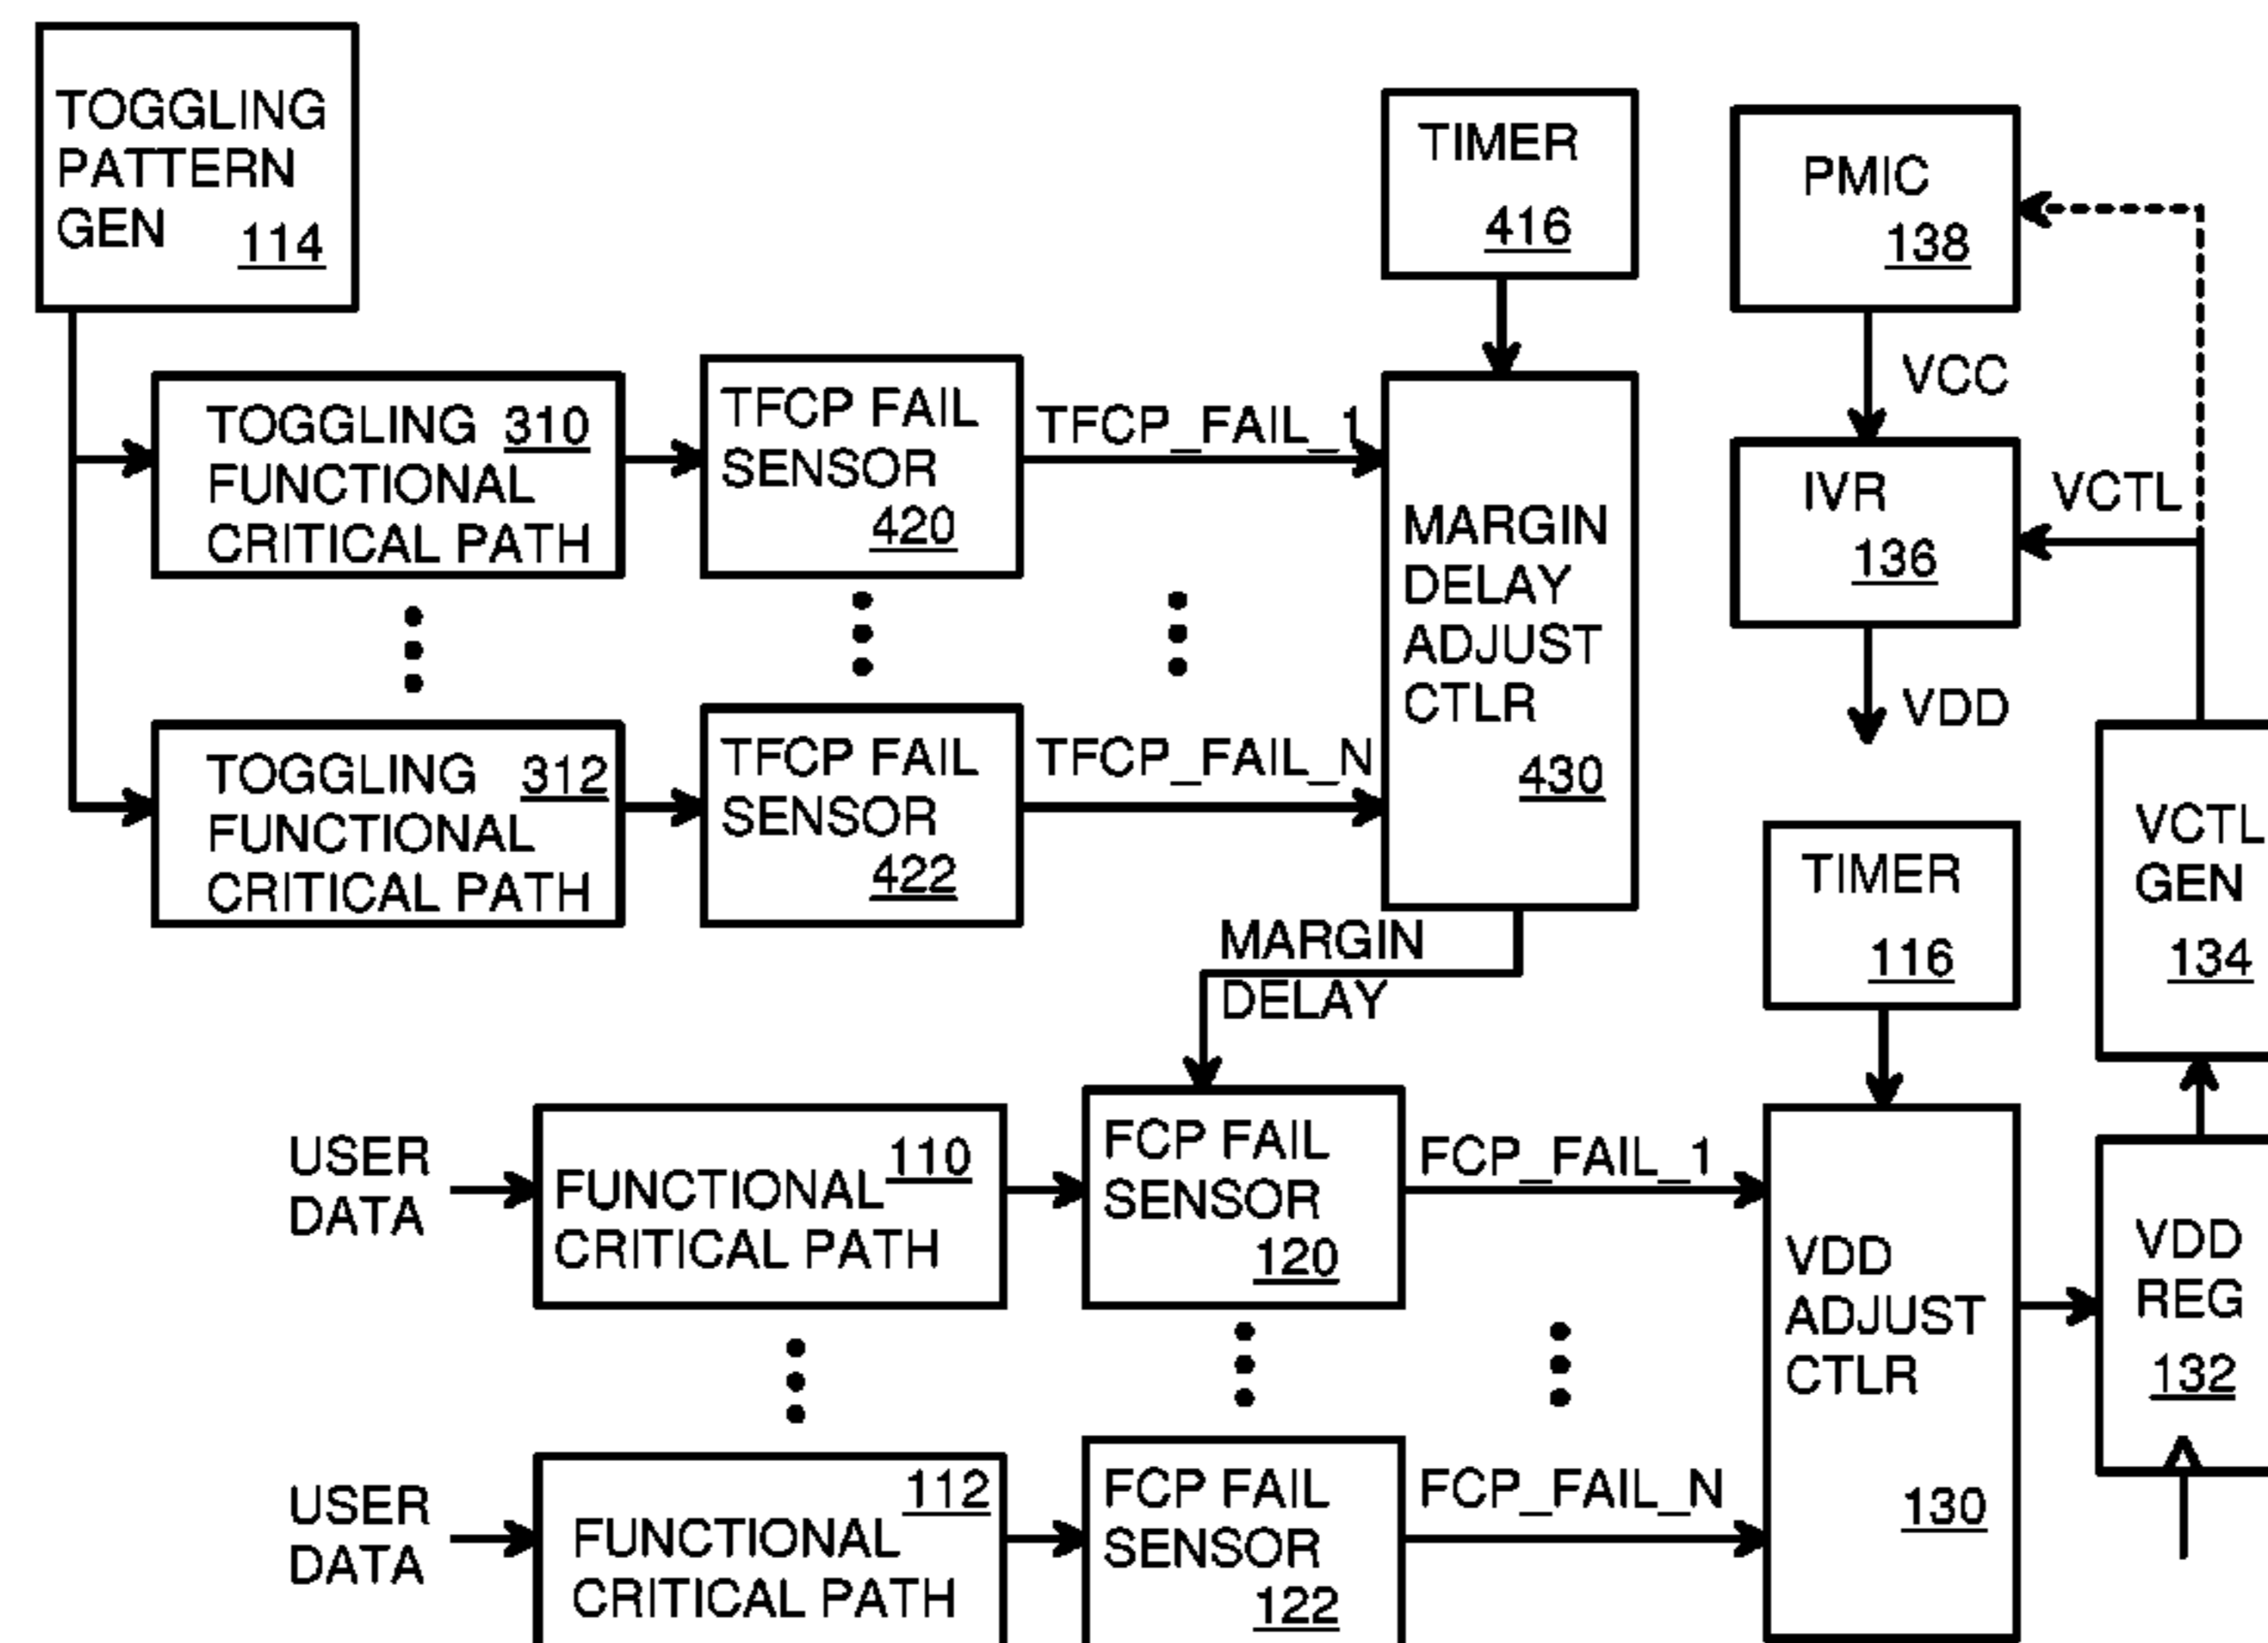 TOGGLING
PATTERN
GEN 114
TIMER
416
PMIC
138
VCC
TOGGLING 310
FUNCTIONAL
CRITICAL PATH
TFCP FAIL
SENSOR
420
TFCP_FAIL_1
MARGIN
DELAY
ADJUST
CTLR
430
IVR
136
VCTL
VDD
TOGGLING 312
FUNCTIONAL
CRITICAL PATH
TFCP FAIL
SENSOR
422
TFCP_FAIL_N
TIMER
116
VCTL
GEN
134
MARGIN
DELAY
USER
DATA
110
FUNCTIONAL
CRITICAL PATH
FCP FAIL
SENSOR
120
FCP_FAIL_1
VDD
ADJUST
CTLR
130
VDD
REG
132
USER
DATA
112
FUNCTIONAL
CRITICAL PATH
FCP FAIL
SENSOR
122
FCP_FAIL_N